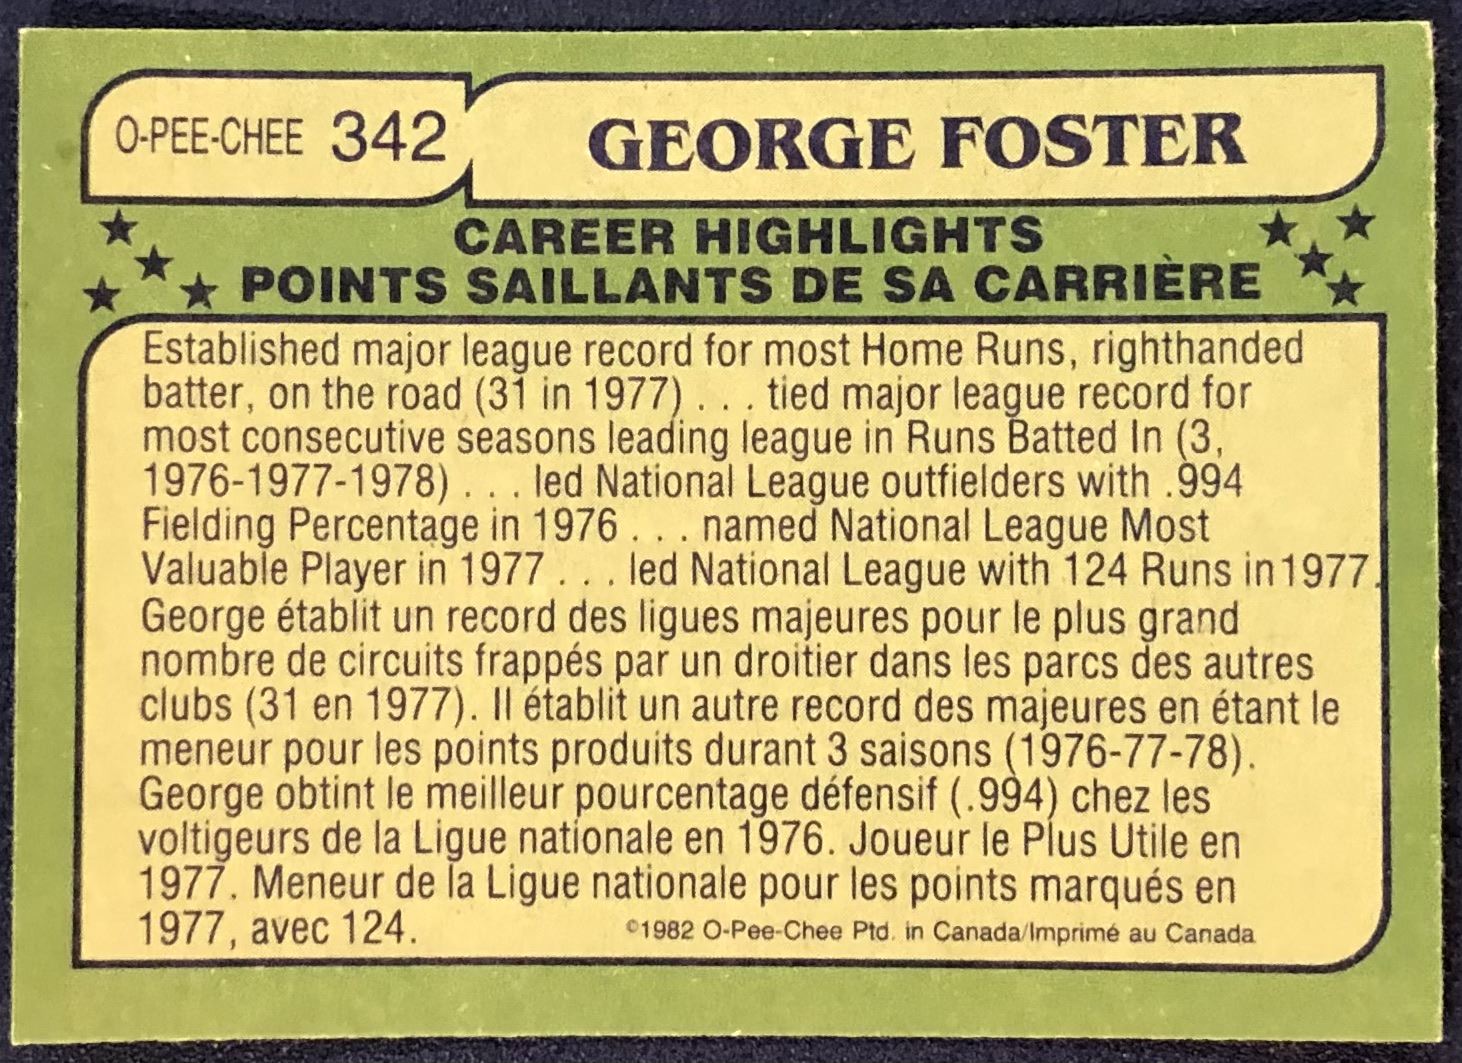 O-PEE-CHEE 342
GEORGE FOSTER
CAREER HIGHLIGHTS
POINTS SAILLANTS DE SA CARRIÈRE
Established major league record for most Home Runs, righthanded
batter, on the road (31 in 1977) . . . tied major league record for
most consecutive seasons leading league in Runs Batted In (3,
1976-1977-1978) . . . led National League outfielders with .994
Fielding Percentage in 1976 . . . named National League Most
Valuable Player in 1977 . . . led National League with 124 Runs in 1977.
George établit un record des ligues majeures pour le plus grand
nombre de circuits frappés par un droitier dans les parcs des autres
clubs (31 en 1977). Il établit un autre record des majeures en étant le
meneur pour les points produits durant 3 saisons (1976-77-78).
George obtint le meilleur pourcentage défensif (.994) chez les
voltigeurs de la Ligue nationale en 1976. Joueur le Plus Utile en
1977. Meneur de la Ligue nationale pour les points marqués en
1977, avec 124.
©1982 O-Pee-Chee Ptd. in Canada/Imprimé au Canada